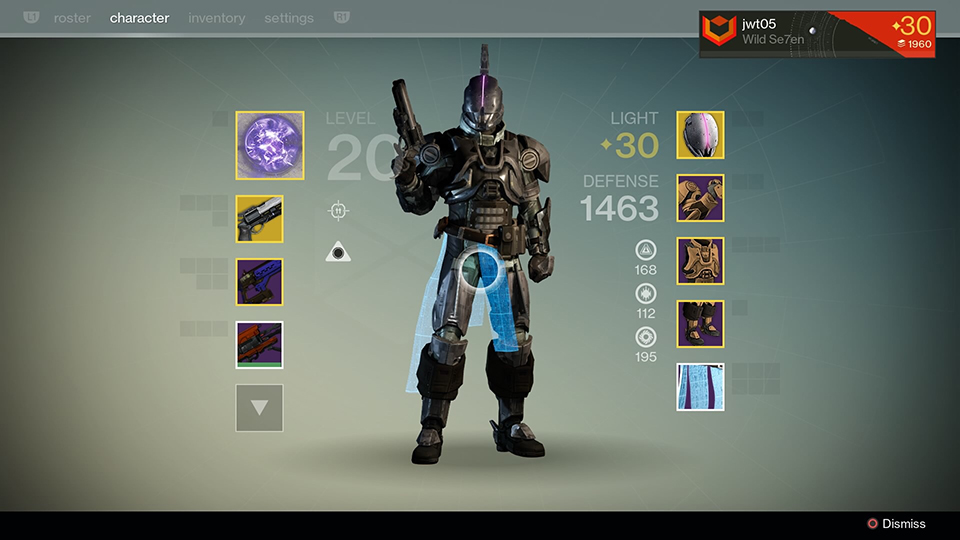 L1 roster character inventory settings R1
jwt05
Wild Se7en
30
1960
LEVEL
20
LIGHT
30
DEFENSE
1463
168
112
195
Dismiss